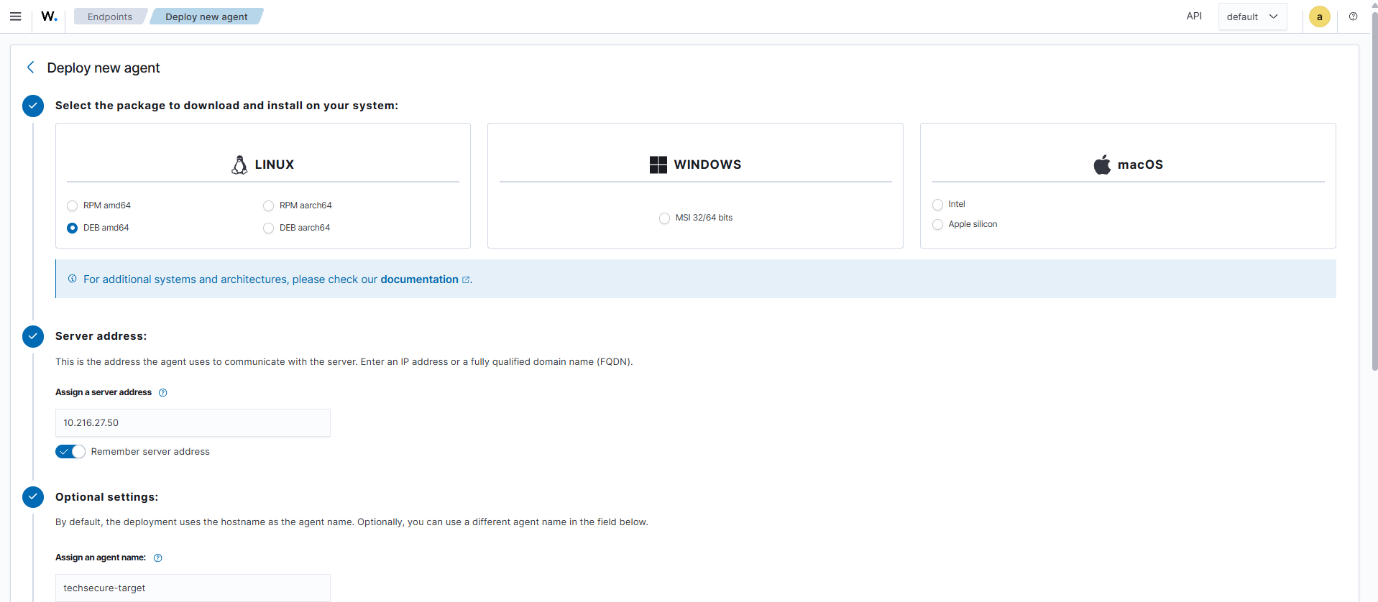 W. Endpoints Deploy new agent API default a
Deploy new agent
Select the package to download and install on your system:
LINUX WINDOWS macOS
RPM amd64 RPM aarch64 MSI 32/64 bits Intel
DEB amd64 DEB aarch64 Apple silicon
For additional systems and architectures, please check our documentation.
Server address:
This is the address the agent uses to communicate with the server. Enter an IP address or a fully qualified domain name (FQDN).
Assign a server address
10.216.27.50
Remember server address
Optional settings:
By default, the deployment uses the hostname as the agent name. Optionally, you can use a different agent name in the field below.
Assign an agent name:
techsecure-target